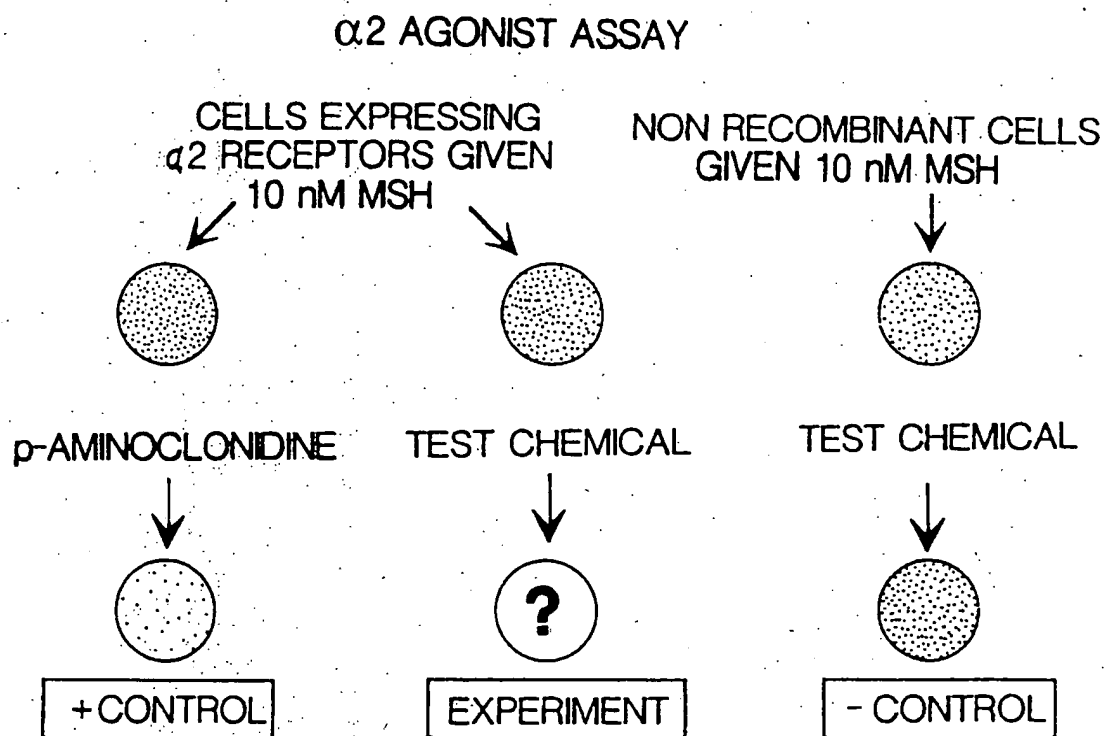 α2 AGONIST ASSAY
CELLS EXPRESSING
α2 RECEPTORS GIVEN
10 nM MSH
NON RECOMBINANT CELLS
GIVEN 10 nM MSH
p-AMINOCLONIDINE
TEST CHEMICAL
TEST CHEMICAL
?
+CONTROL
EXPERIMENT
- CONTROL